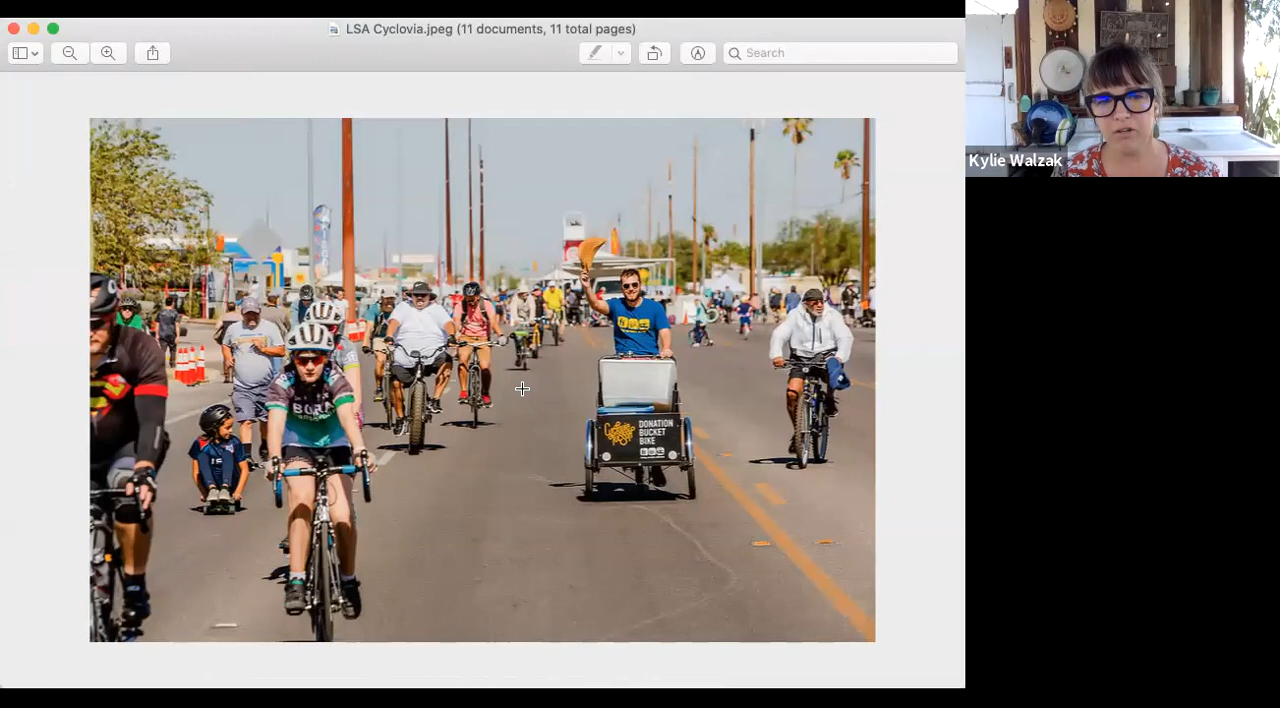 LSA Cyclovia.jpeg (11 documents, 11 total pages)
Search
Kylie Walzak
DONATION
BUCKET
BIKE